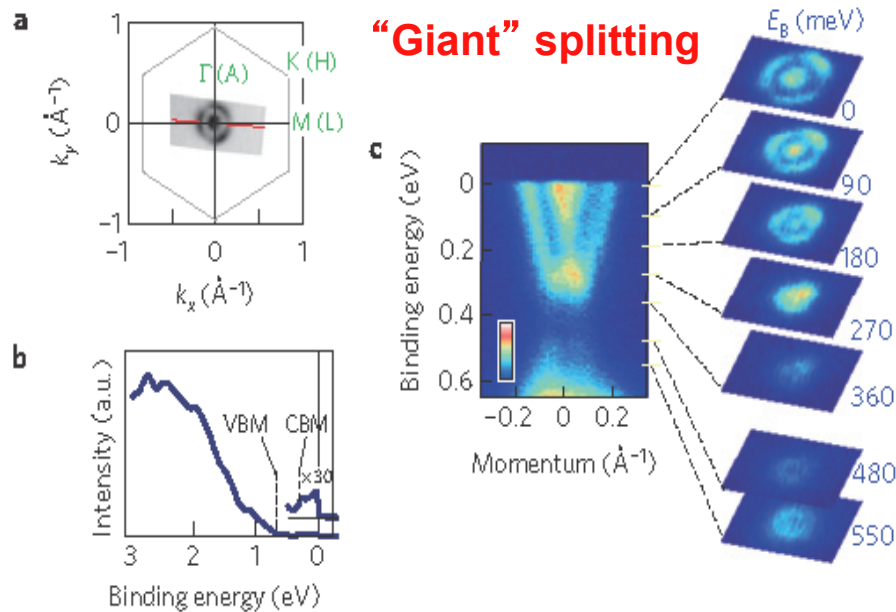 "Giant" splitting
a
1
0
−1
k_y (Å⁻¹)
Γ (A)
K (H)
M (L)
−1
0
1
k_x (Å⁻¹)
b
Intensity (a.u.)
VBM
CBM
×30
3
2
1
0
Binding energy (eV)
c
Binding energy (eV)
0
0.2
0.4
0.6
−0.2
0
0.2
Momentum (Å⁻¹)
E_B (meV)
0
90
180
270
360
480
550